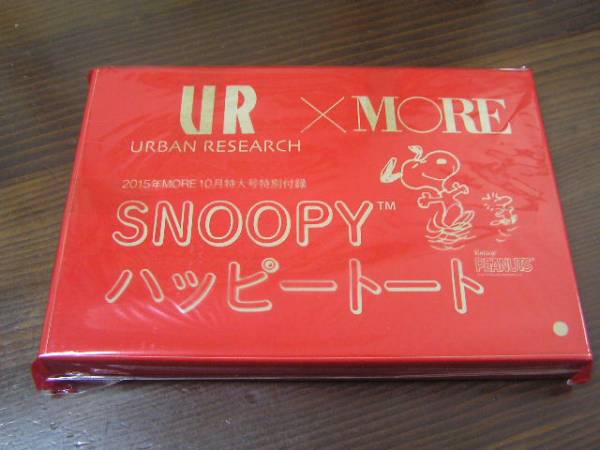 UR ×MORE
URBAN RESEARCH
2015年MORE10月特大号特別付録
SNOOPY™
ハッピートート
PEANUTS